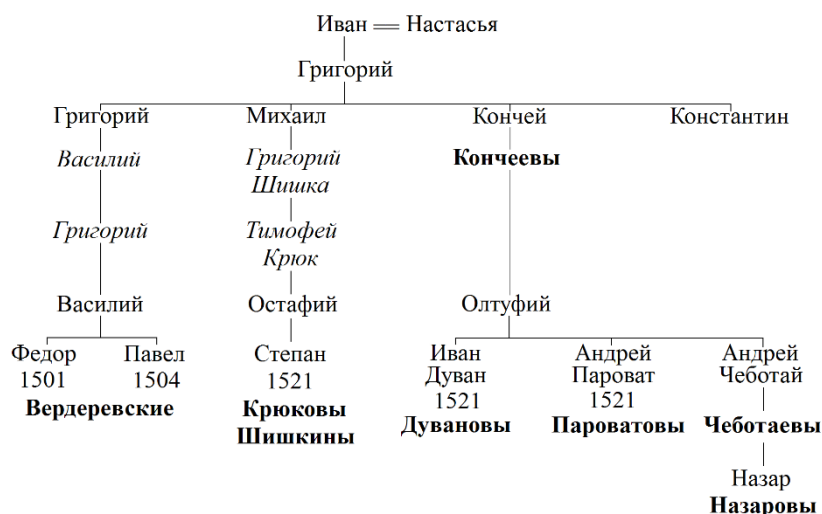 Иван Настасья
Григорий
Григорий Михаил Кончей Константин
Василий Григорий Кончеевы
Шишка
Григорий Тимофей
Крюк
Василий Остафий Олтуфий
Федор Павел Степан Иван Андрей Андрей
1501 1504 1521 Дуван Пароват Чеботай
1521 1521
Вердеревские Крюковы Дувановы Пароватовы Чеботаевы
Шишкины
Назар
Назаровы